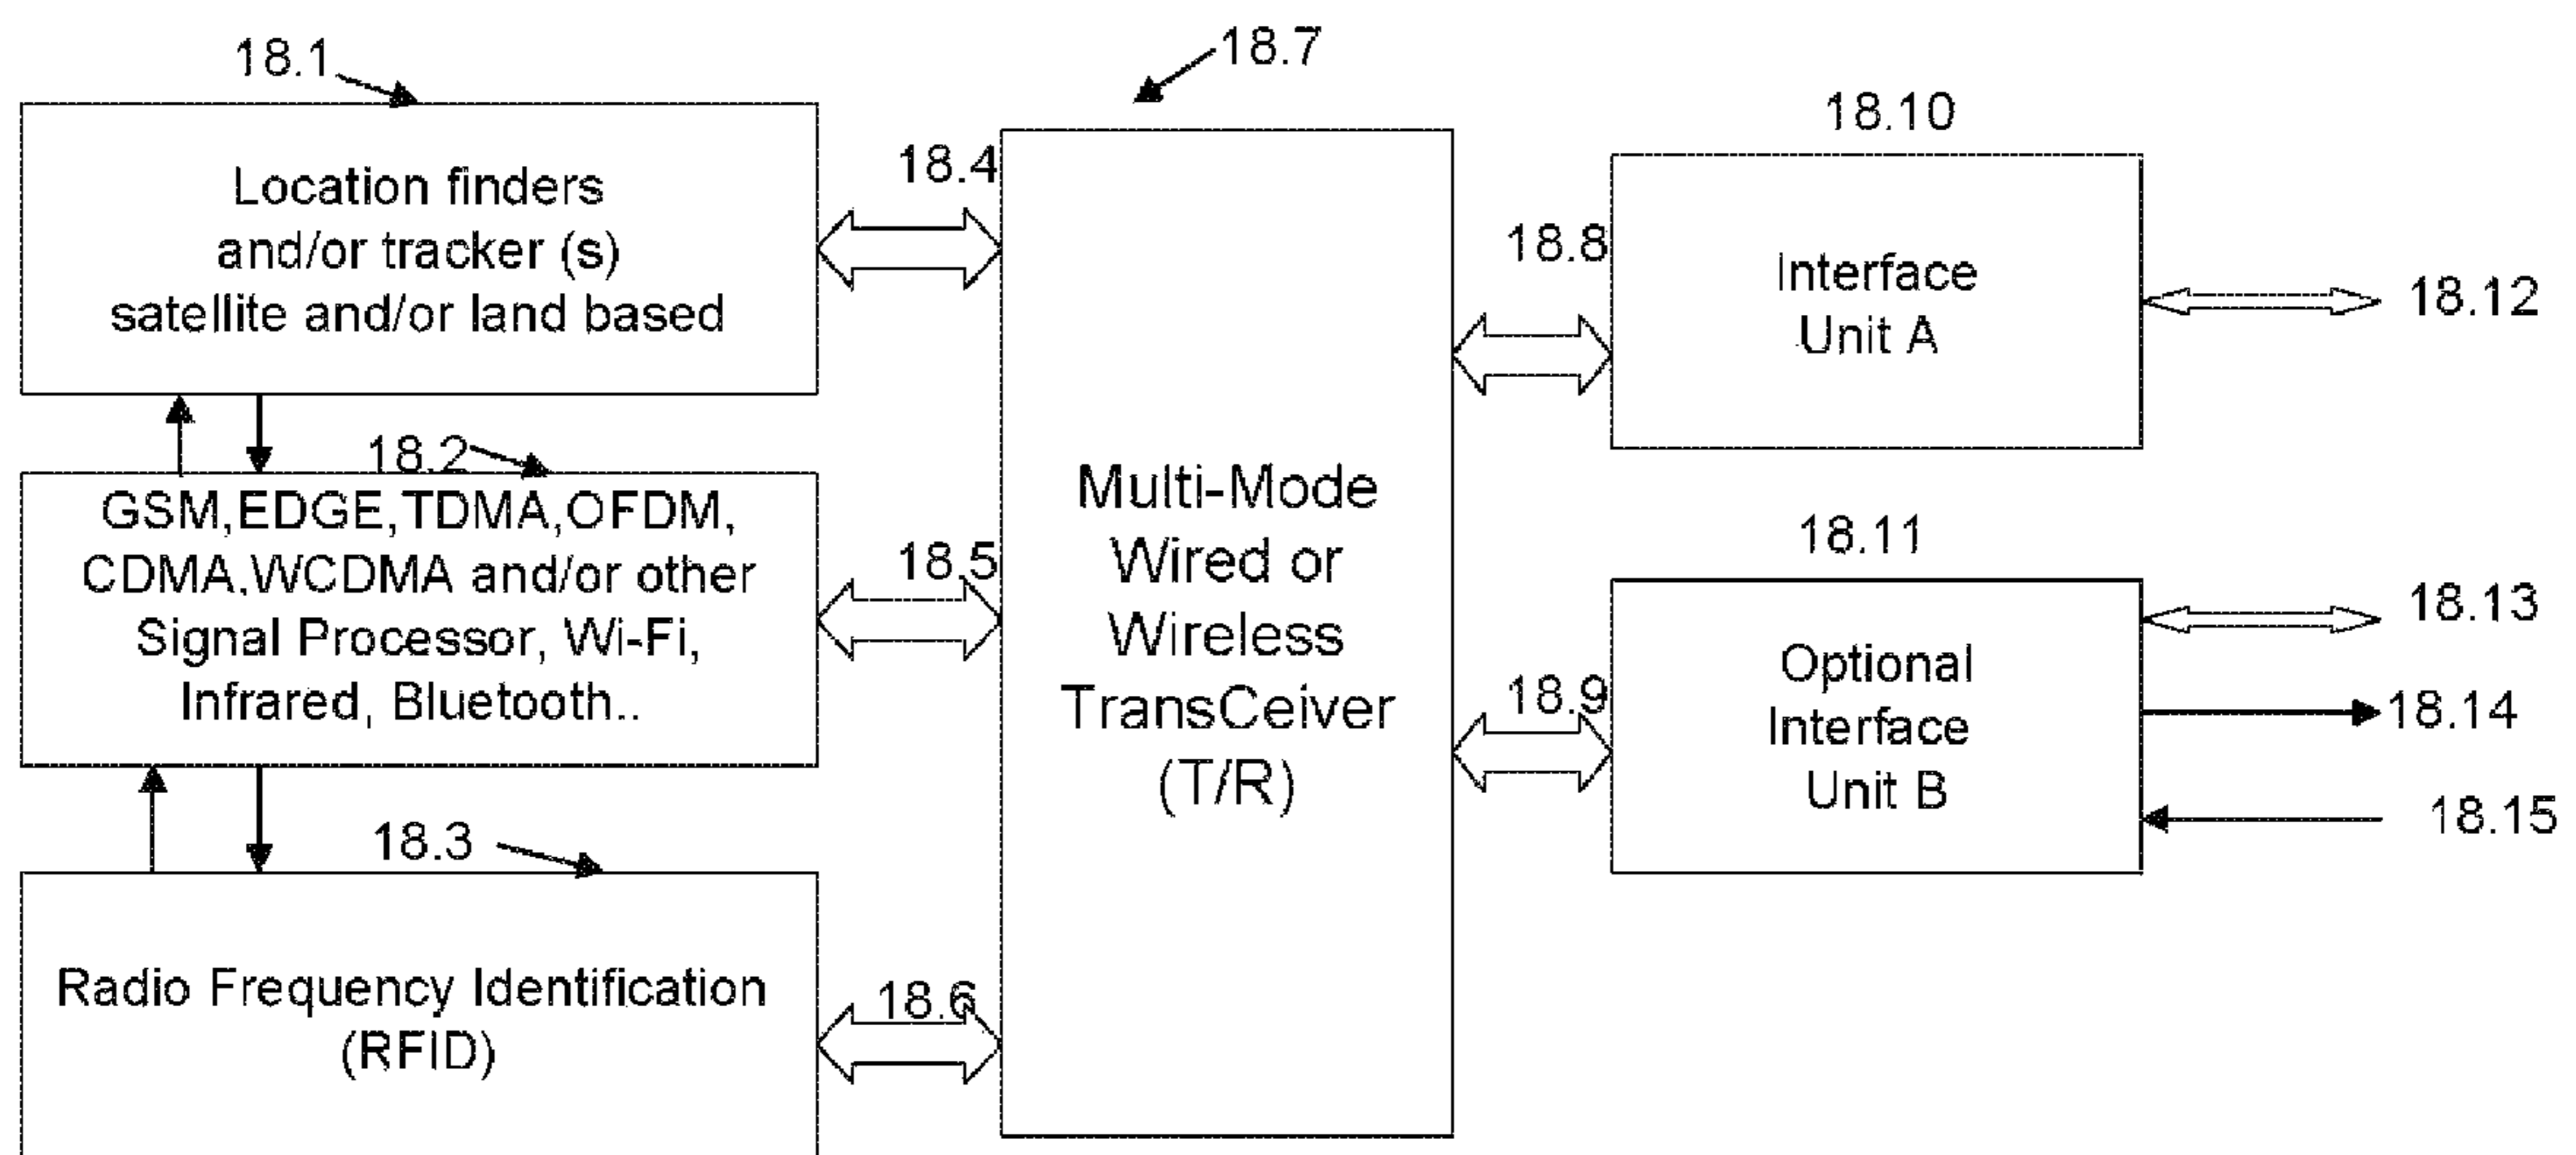 18.1
Location finders
and/or tracker (s)
satellite and/or land based
18.2
GSM,EDGE,TDMA,OFDM,
CDMA,WCDMA and/or other
Signal Processor, Wi-Fi,
Infrared, Bluetooth..
18.3
Radio Frequency Identification
(RFID)
18.4
18.5
18.6
18.7
Multi-Mode
Wired or
Wireless
TransCeiver
(T/R)
18.8
18.9
18.10
Interface
Unit A
18.11
Optional
Interface
Unit B
18.12
18.13
18.14
18.15